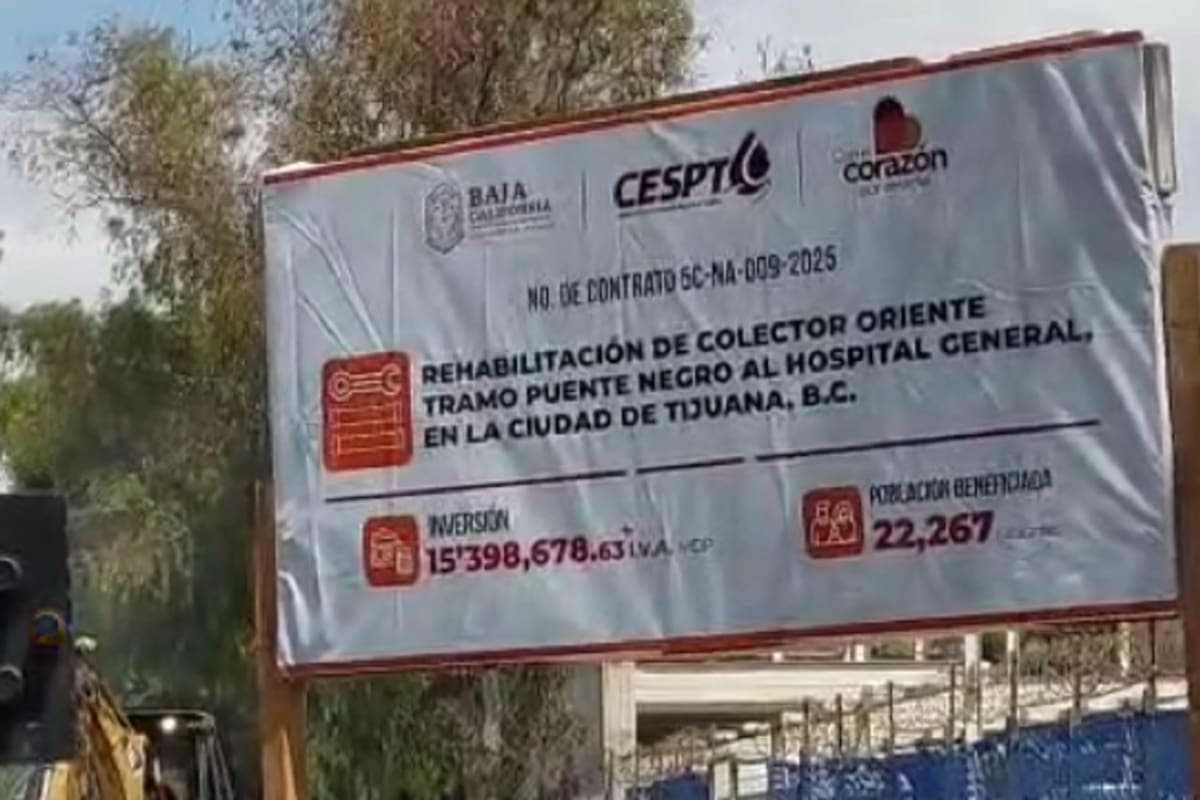 BAJA
CALIFORNIA
CESPT
corazón
NO. DE CONTRATO 6C-NA-009-2025
REHABILITACIÓN DE COLECTOR ORIENTE
TRAMO PUENTE NEGRO AL HOSPITAL GENERAL,
EN LA CIUDAD DE TIJUANA, B.C.
INVERSIÓN
15'398,678.63+I.V.A.
POBLACIÓN BENEFICIADA
22,267